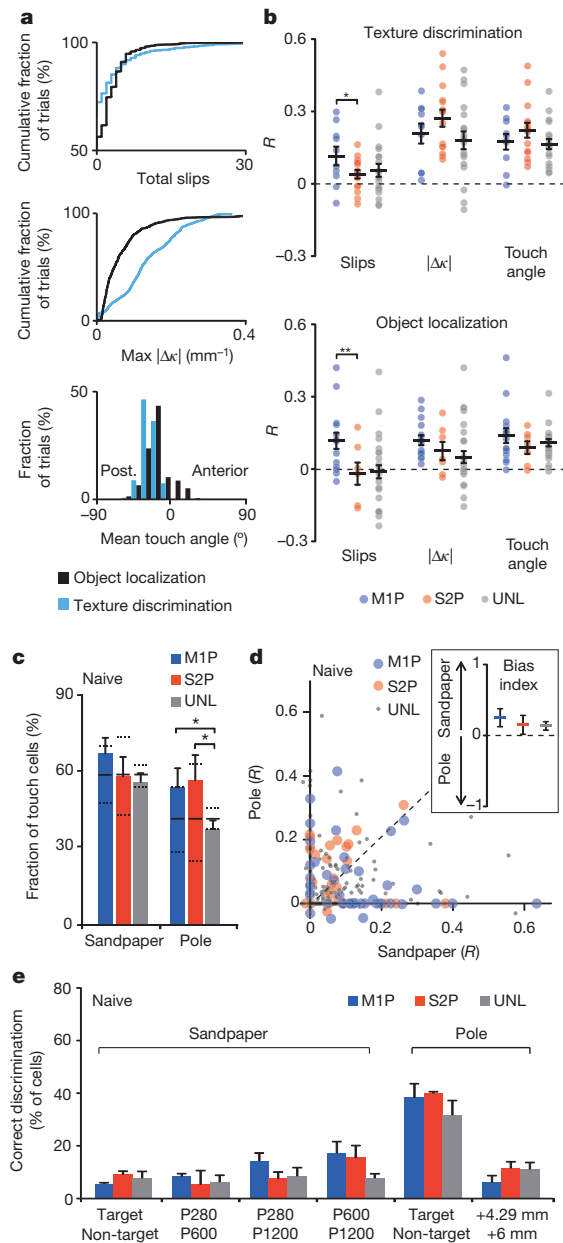 a
100
Cumulative fraction
of trials (%)
50
0
30
Total slips
100
Cumulative fraction
of trials (%)
0
0
0.4
Max |Δκ| (mm⁻¹)
50
Fraction
of trials (%)
Post.
Anterior
0
−90
0
90
Mean touch angle (º)
Object localization
Texture discrimination
b
Texture discrimination
0.6
*
0.3
R
0
−0.3
Slips
|Δκ|
Touch
angle
Object localization
0.6
**
0.3
R
0
−0.3
Slips
|Δκ|
Touch
angle
M1P
S2P
UNL
c
Naive
M1P
S2P
UNL
90
60
30
0
Fraction of touch cells (%)
*
*
Sandpaper
Pole
d
Naive
M1P
S2P
UNL
0.6
0.4
0.2
0
Pole (R)
0
0.2
0.4
0.6
Sandpaper (R)
Sandpaper
Pole
1
0
−1
Bias
index
e
Naive
M1P
S2P
UNL
80
60
40
20
0
Correct discriminatiom
(% of cells)
Sandpaper
Pole
Target
Non-target
P280
P600
P280
P1200
P600
P1200
Target
Non-target
+4.29 mm
+6 mm